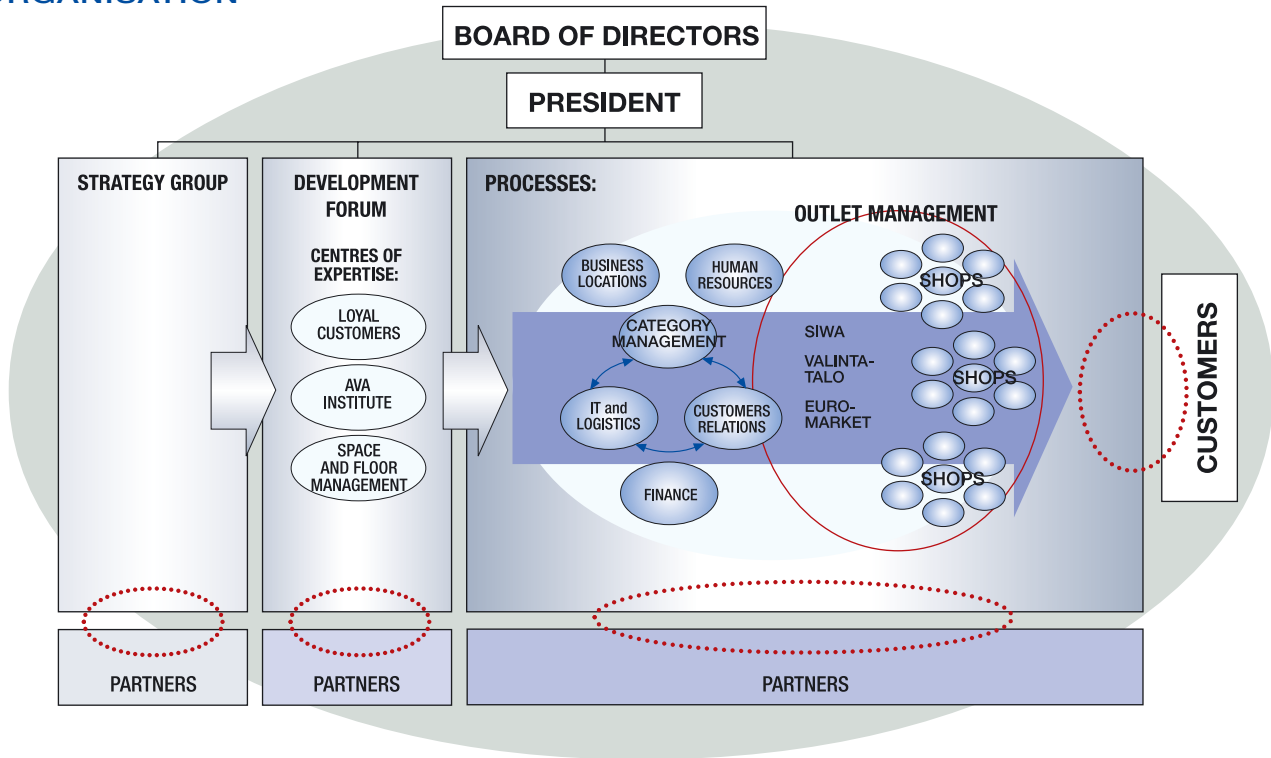 ORGANISATION
BOARD OF DIRECTORS
PRESIDENT
STRATEGY GROUP
DEVELOPMENT
FORUM
CENTRES OF
EXPERTISE:
LOYAL
CUSTOMERS
AVA
INSTITUTE
SPACE
AND FLOOR
MANAGEMENT
PROCESSES:
OUTLET MANAGEMENT
BUSINESS
LOCATIONS
HUMAN
RESOURCES
CATEGORY
MANAGEMENT
IT and
LOGISTICS
CUSTOMERS
RELATIONS
FINANCE
SIWA
VALINTA-
TALO
EURO-
MARKET
SHOPS
SHOPS
SHOPS
CUSTOMERS
PARTNERS
PARTNERS
PARTNERS